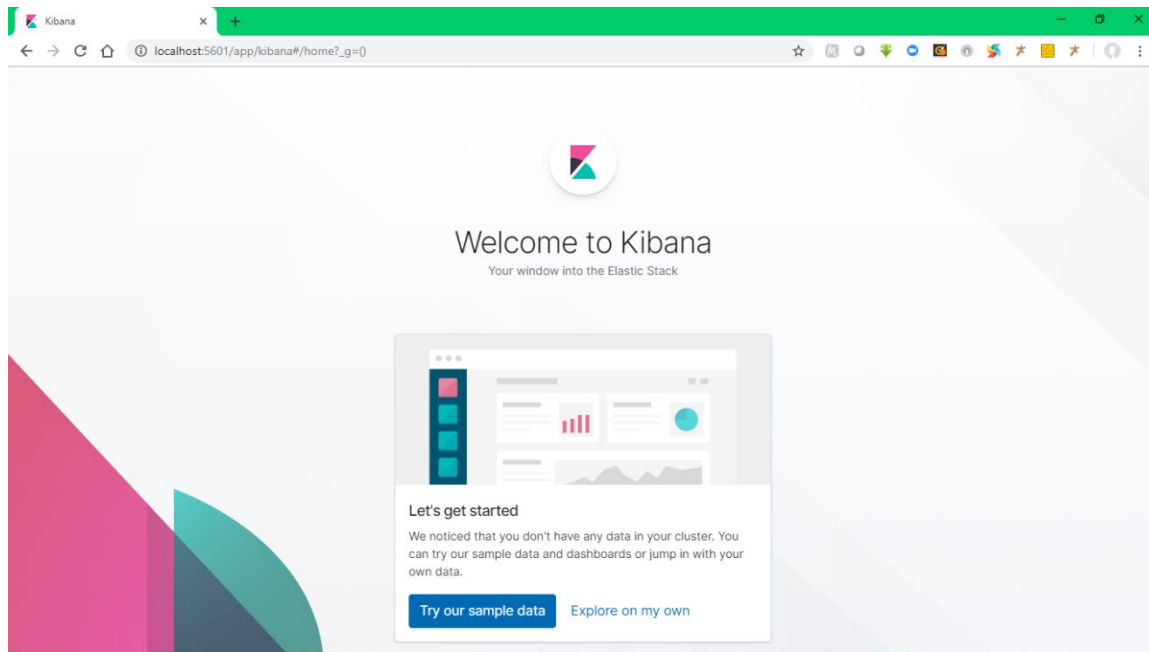 Kibana
localhost:5601/app/kibana#/home?_g=()
Welcome to Kibana
Your window into the Elastic Stack
Let's get started
We noticed that you don't have any data in your cluster. You
can try our sample data and dashboards or jump in with your
own data.
Try our sample data Explore on my own